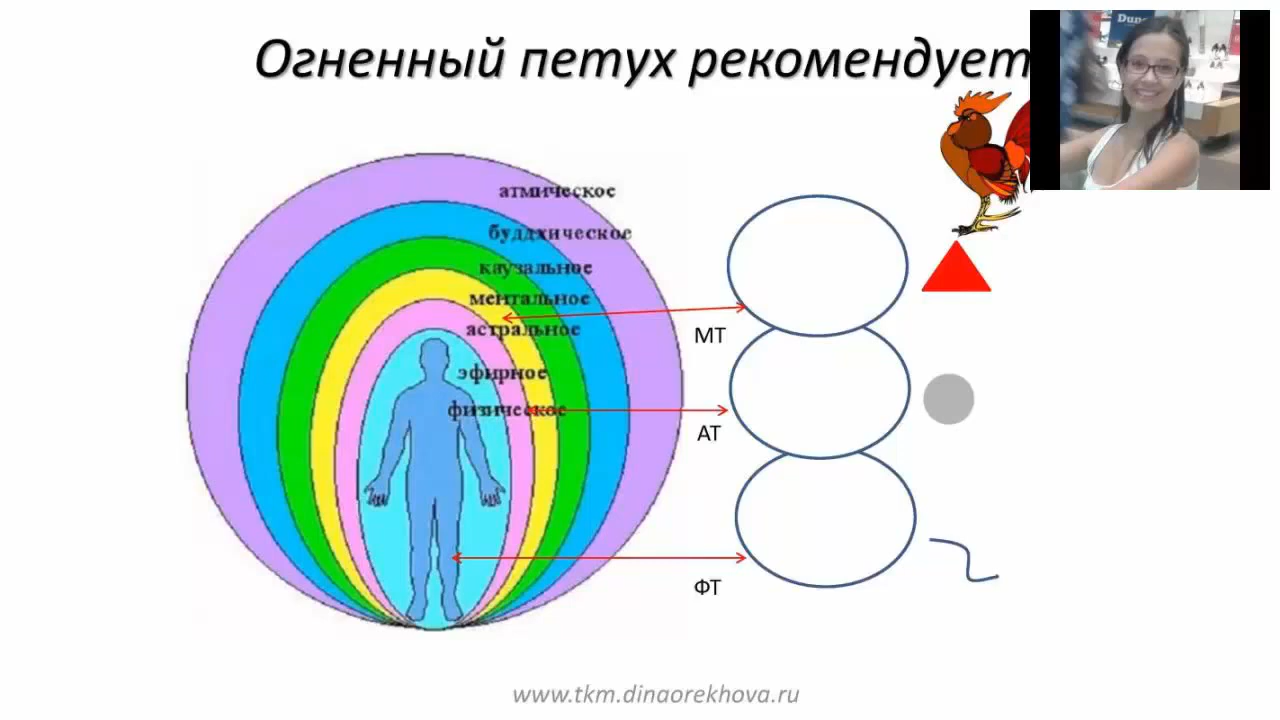 Огненный петух рекомендует
атмическое
буддхическое
каузальное
ментальное
астральное
эфирное
физическое
МТ
АТ
ФТ
www.tkm.dinaorekhova.ru